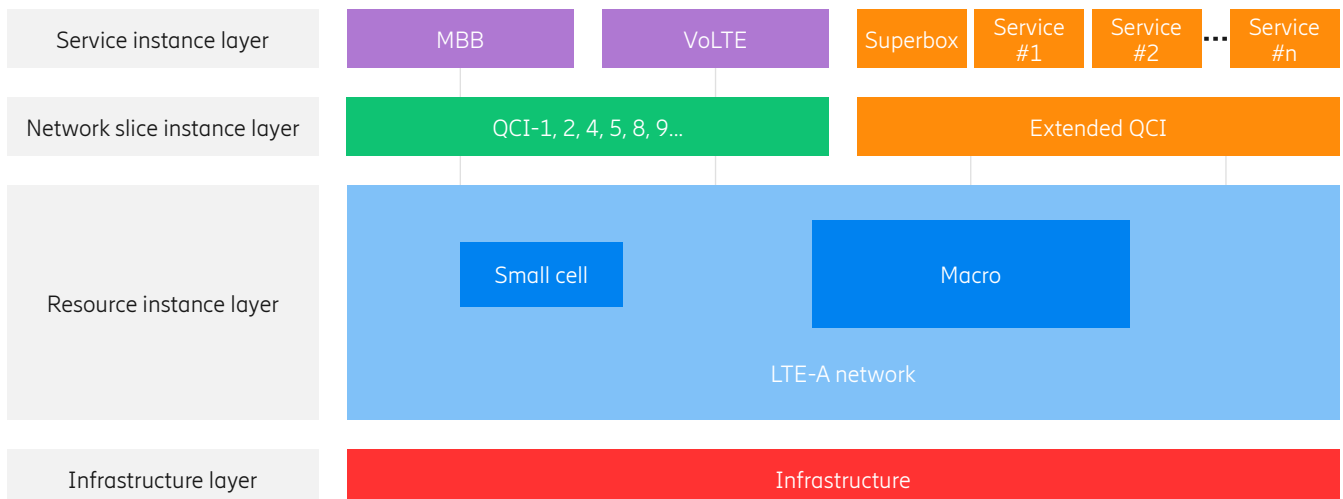 Service instance layer
MBB
VoLTE
Superbox
Service
#1
Service
#2
...
Service
#n
Network slice instance layer
QCI-1, 2, 4, 5, 8, 9...
Extended QCI
Resource instance layer
Small cell
Macro
LTE-A network
Infrastructure layer
Infrastructure